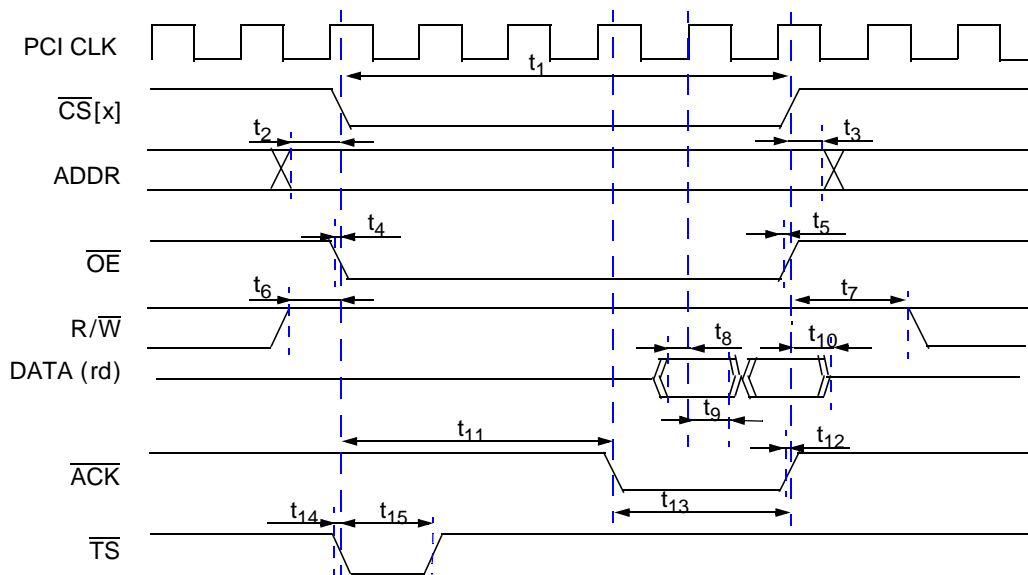 PCI CLK
t1
CS[x]
t2
t3
ADDR
t4
t5
OE
t6
t7
R/W
t8
t10
DATA (rd)
t9
t11
t12
ACK
t13
t14
t15
TS